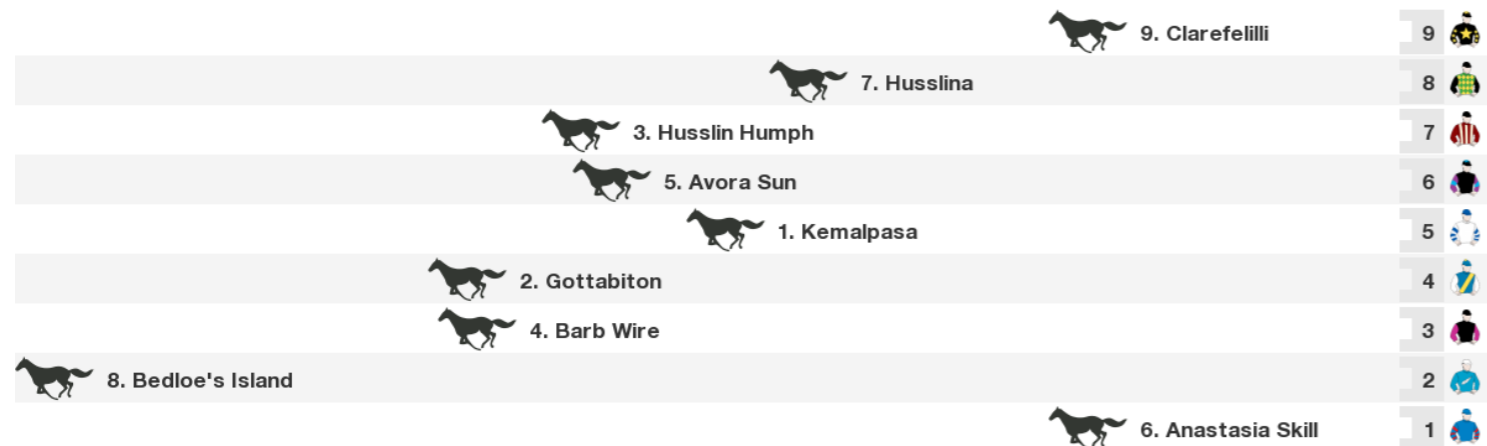 9. Clarefelilli 9
7. Husslina 8
3. Husslin Humph 7
5. Avora Sun 6
1. Kemalpasa 5
2. Gottabiton 4
4. Barb Wire 3
8. Bedloe's Island 2
6. Anastasia Skill 1